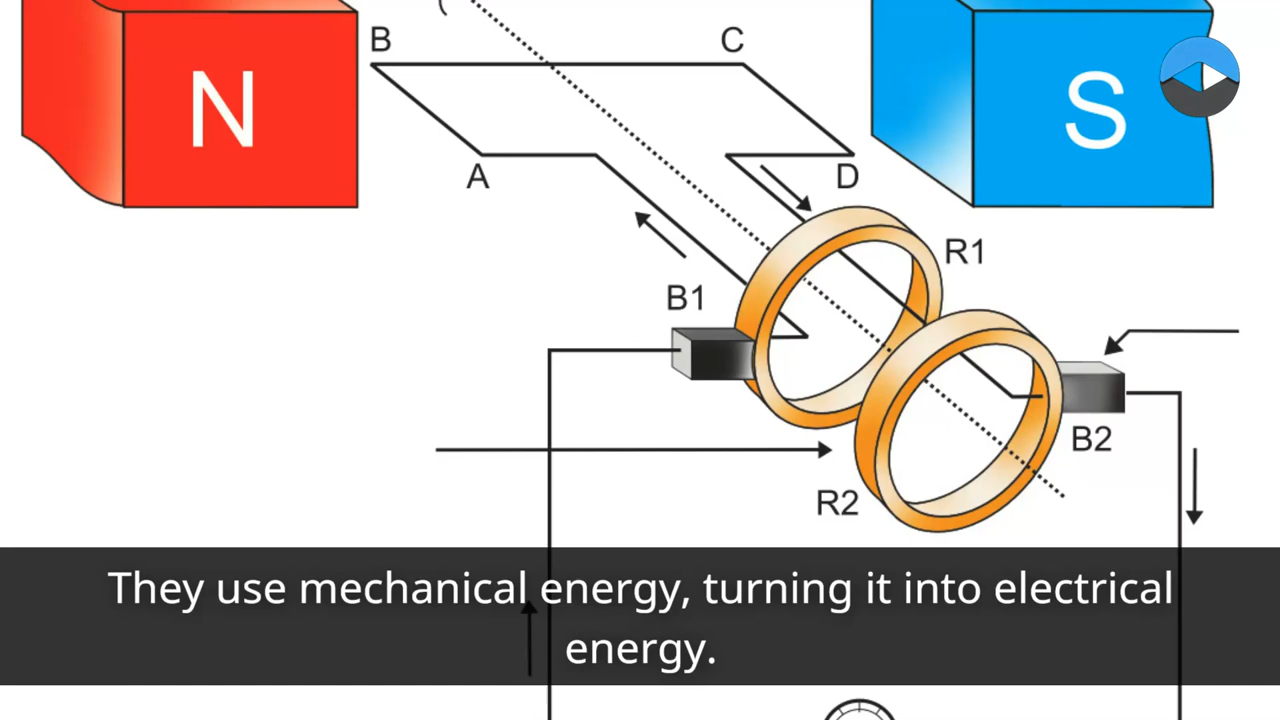 B
C
N
S
A
D
R1
B1
B2
R2
They use mechanical energy, turning it into electrical
energy.